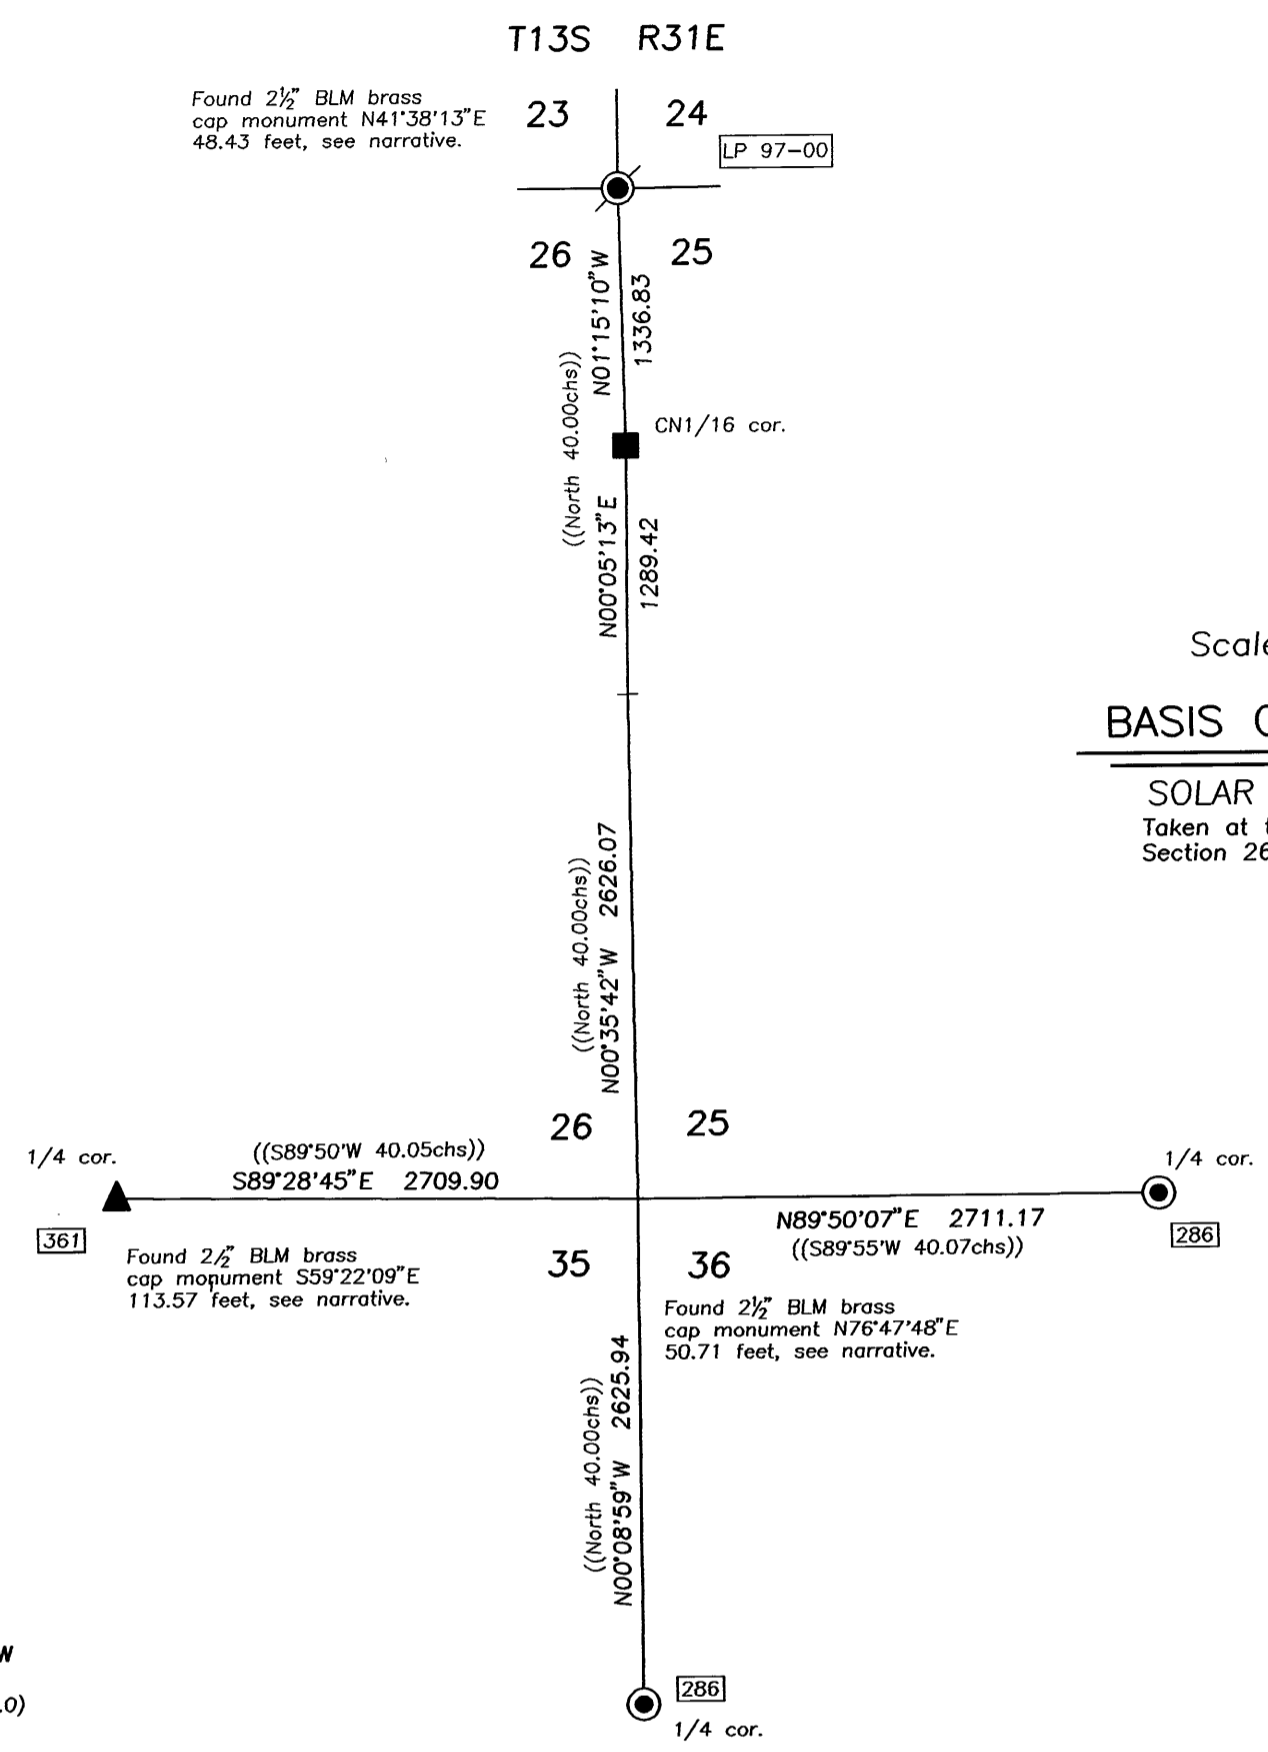 T13S R31E
Found 2½" BLM brass
cap monument N41°38'13"E
48.43 feet, see narrative.
23 24
LP 97-00
26 25
N01°15'10"W
1336.83
((North 40.00chs))
CN1/16 cor.
N00°05'13"E
1289.42
Scale
BASIS
SOLAR
Taken at
Section 26
((North 40.00chs))
N00°35'42"W 2626.07
26 25
1/4 cor.
((S89°50'W 40.05chs))
S89°28'45"E 2709.90
1/4 cor.
361
N89°50'07"E 2711.17
((S89°55'W 40.07chs))
286
Found 2½" BLM brass
cap monument S59°22'09"E
113.57 feet, see narrative.
35 36
Found 2½" BLM brass
cap monument N76°47'48"E
50.71 feet, see narrative.
((North 40.00chs))
N00°08'59"W 2625.94
W
.0)
286
1/4 cor.